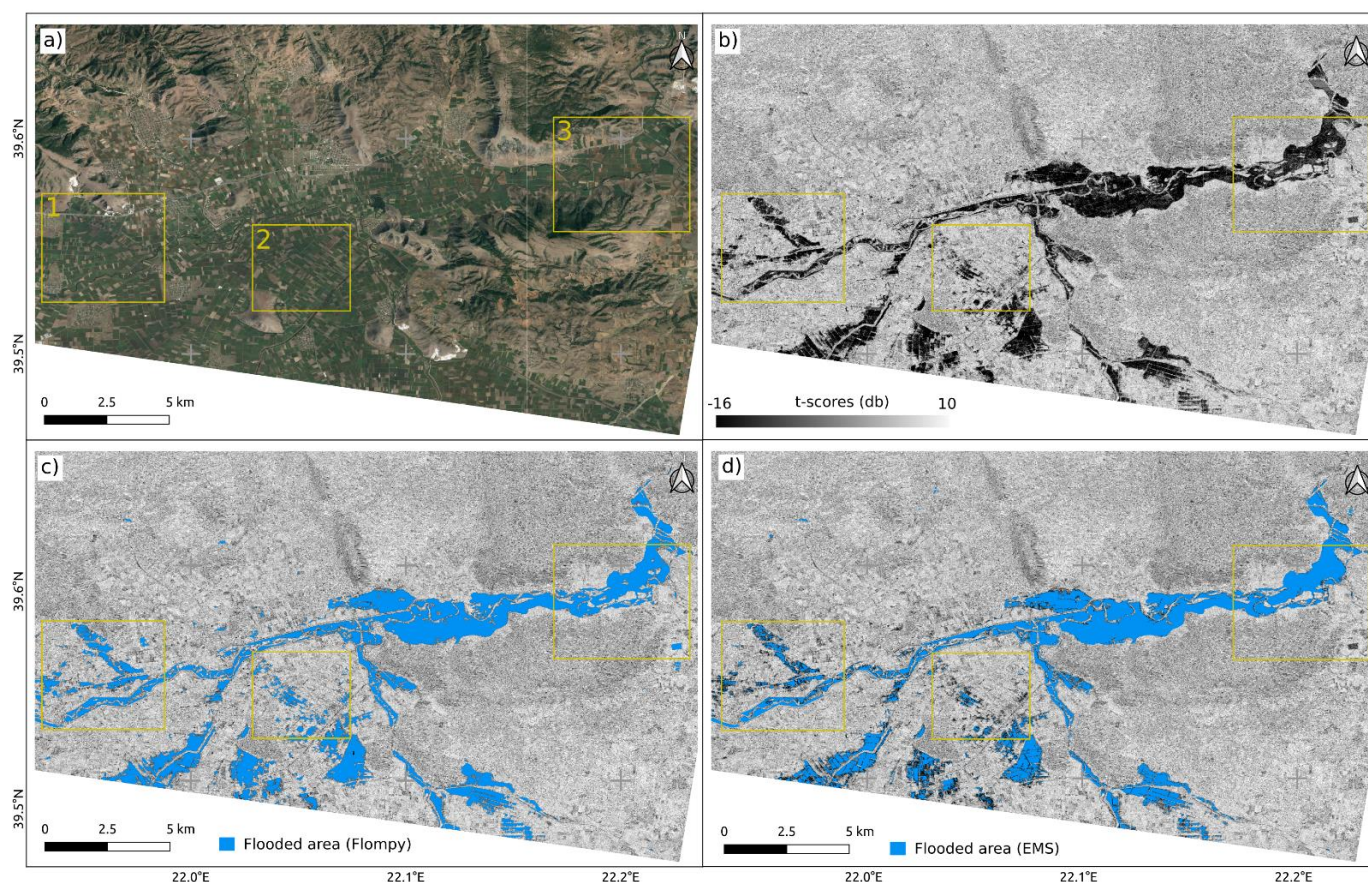 a)
N
1
2
3
39.6°N
39.5°N
0 2.5 5 km
b)
-16 t-scores (db) 10
c)
39.6°N
39.5°N
0 2.5 5 km
Flooded area (Flompy)
d)
0 2.5 5 km
Flooded area (EMS)
22.0°E 22.1°E 22.2°E 22.0°E 22.1°E 22.2°E